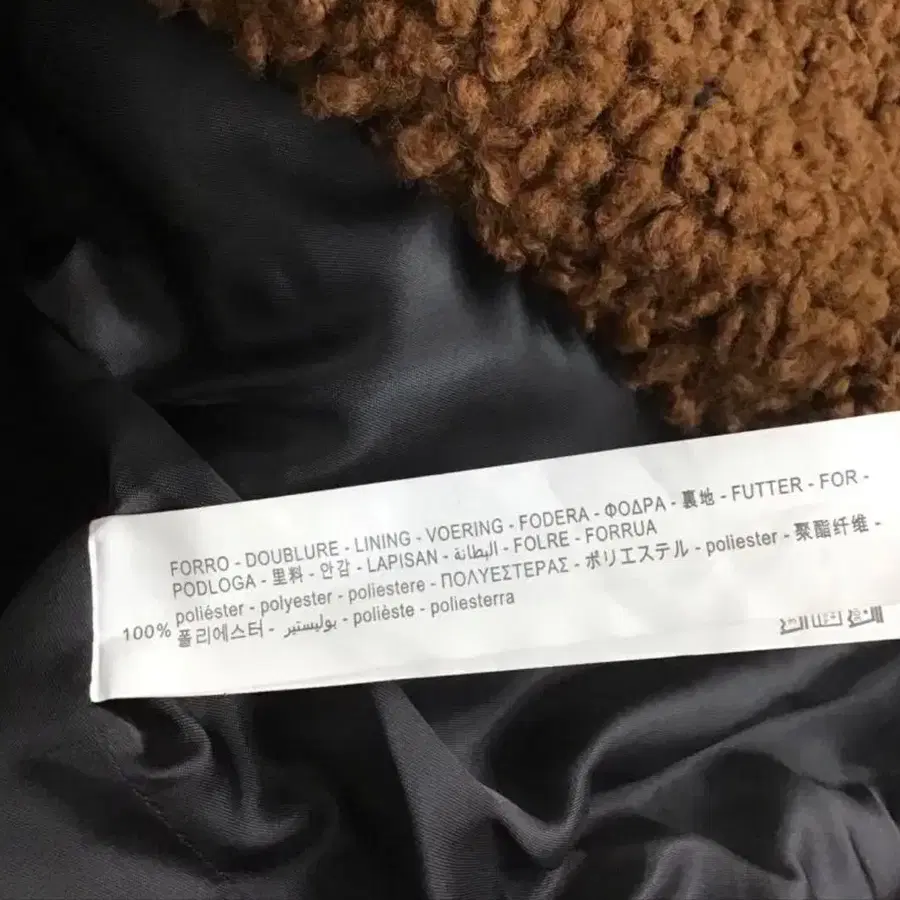 FORRO - DOUBLURE - LINING - VOERING - FODERA - ΦΟΔΡΑ - 裏地 - FUTTER - FOR -
PODLOGA - 里料 - 안감 - LAPISAN - البطانة - FOLRE - FORRUA
100% poliéster - polyester - poliestere - ΠΟΛΥΕΣΤΕΡΑΣ - ポリエステル - poliester - 聚酯纤维 -
폴리에스터 - بوليستير - polièste - poliesterra